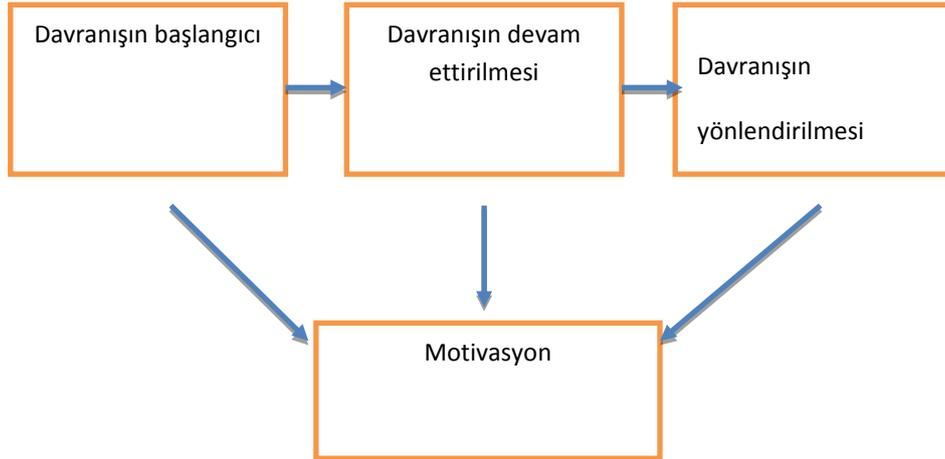 Davranışın başlangıcı
Davranışın devam
ettirilmesi
Davranışın
yönlendirilmesi
Motivasyon